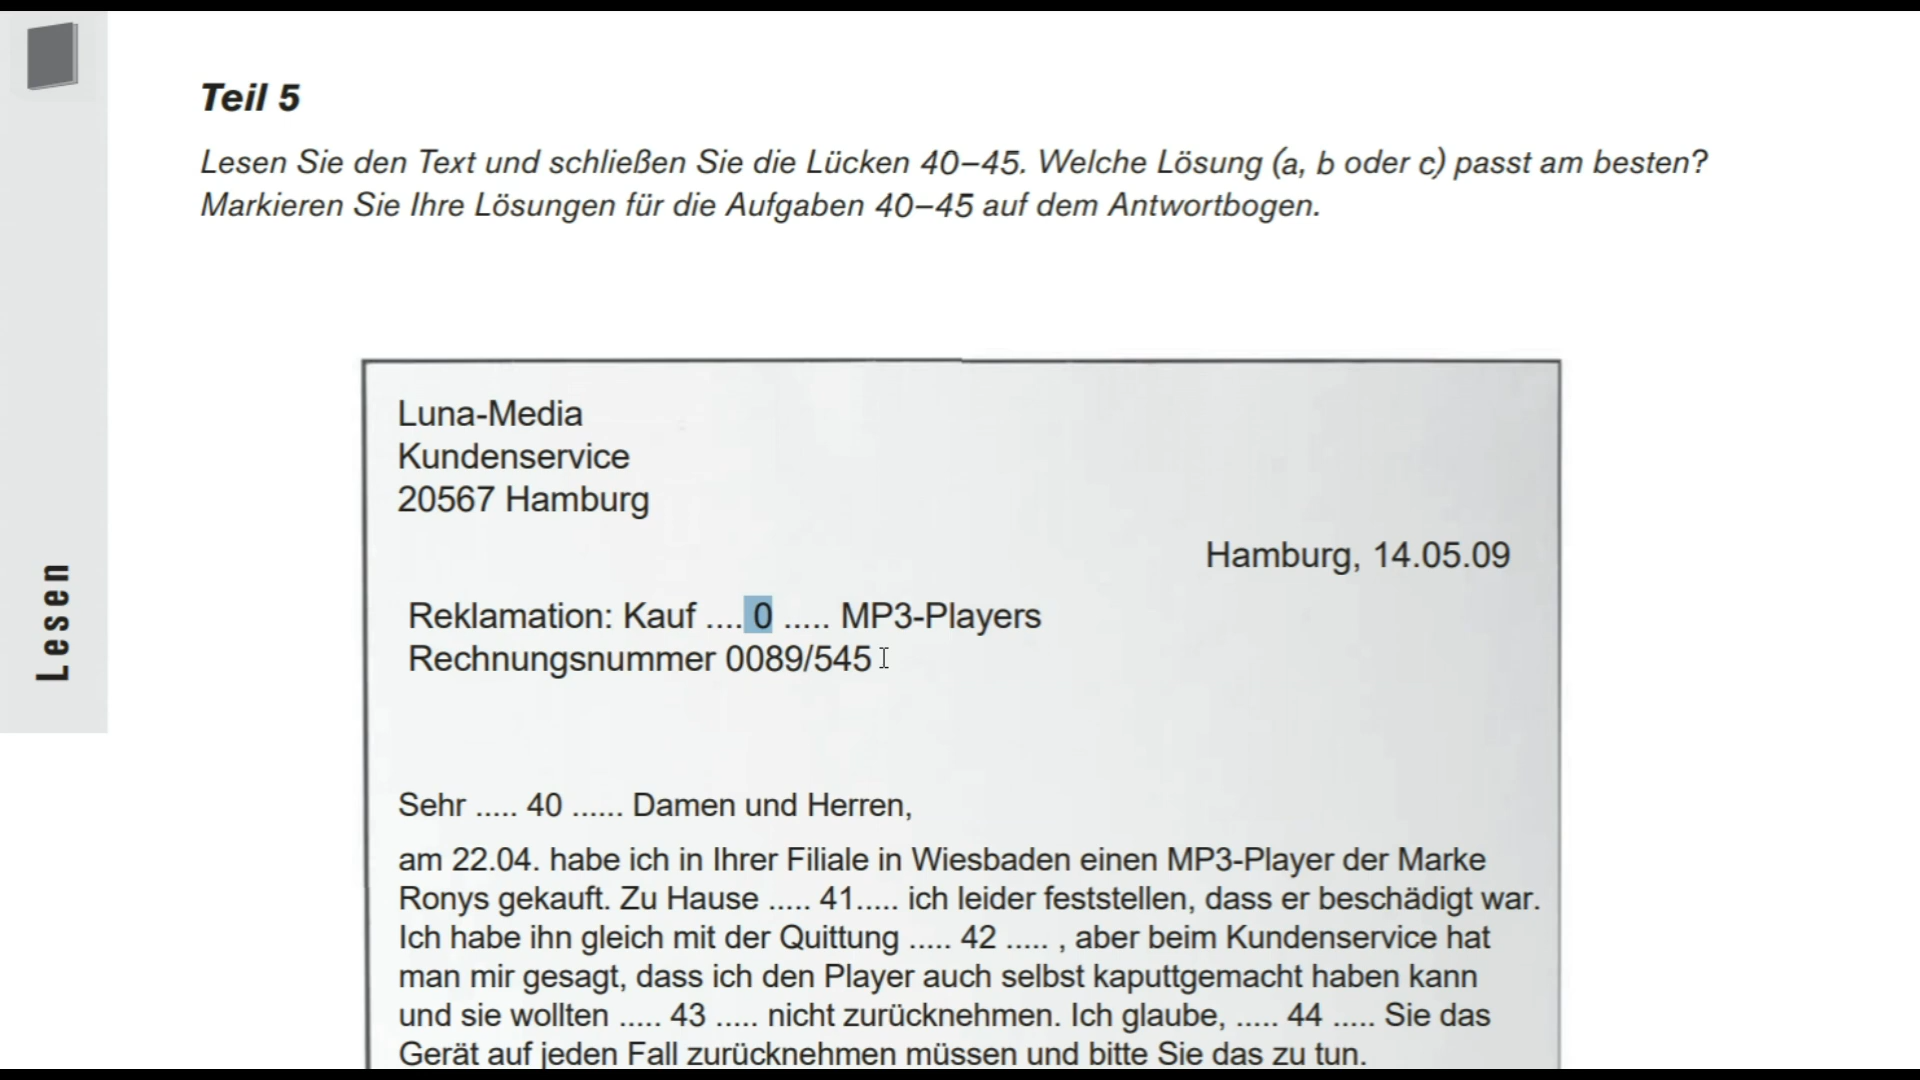 Teil 5
Lesen Sie den Text und schließen Sie die Lücken 40–45. Welche Lösung (a, b oder c) passt am besten?
Markieren Sie Ihre Lösungen für die Aufgaben 40–45 auf dem Antwortbogen.
Lesen
Luna-Media
Kundenservice
20567 Hamburg
Hamburg, 14.05.09
Reklamation: Kauf .... 0 ..... MP3-Players
Rechnungsnummer 0089/545
Sehr ..... 40 ...... Damen und Herren,
am 22.04. habe ich in Ihrer Filiale in Wiesbaden einen MP3-Player der Marke
Ronys gekauft. Zu Hause ..... 41..... ich leider feststellen, dass er beschädigt war.
Ich habe ihn gleich mit der Quittung ..... 42 ..... , aber beim Kundenservice hat
man mir gesagt, dass ich den Player auch selbst kaputtgemacht haben kann
und sie wollten ..... 43 ..... nicht zurücknehmen. Ich glaube, ..... 44 ..... Sie das
Gerät auf jeden Fall zurücknehmen müssen und bitte Sie das zu tun.